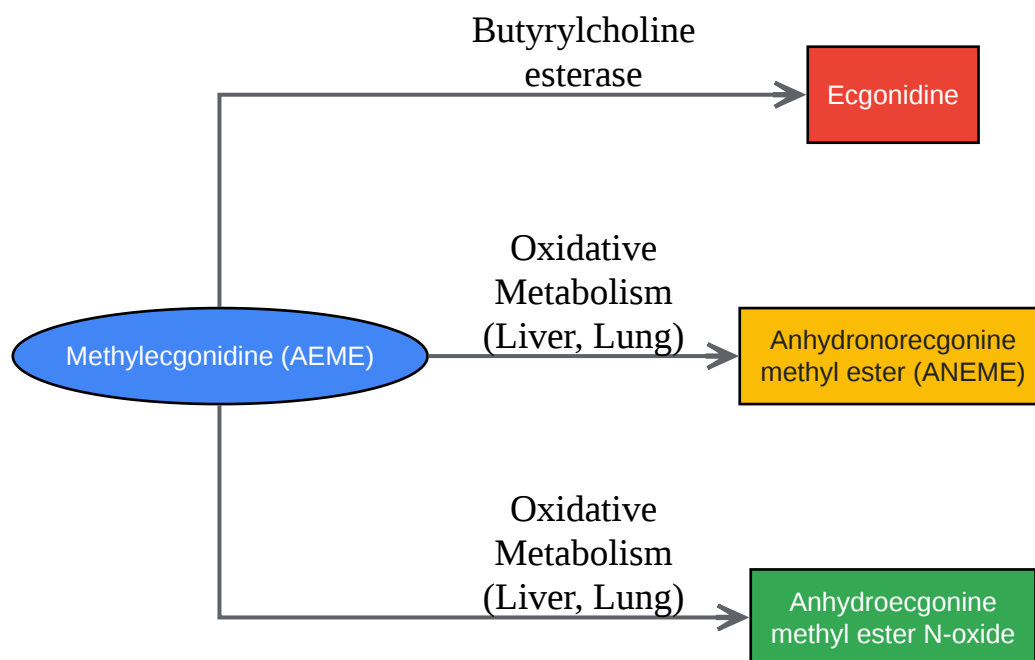 Butyrylcholine
esterase
Ecgonidine
Oxidative
Metabolism
(Liver, Lung)
Methylecgonidine (AEME)
Anhydronorecgonine
methyl ester (ANEME)
Oxidative
Metabolism
(Liver, Lung)
Anhydroecgonine
methyl ester N-oxide